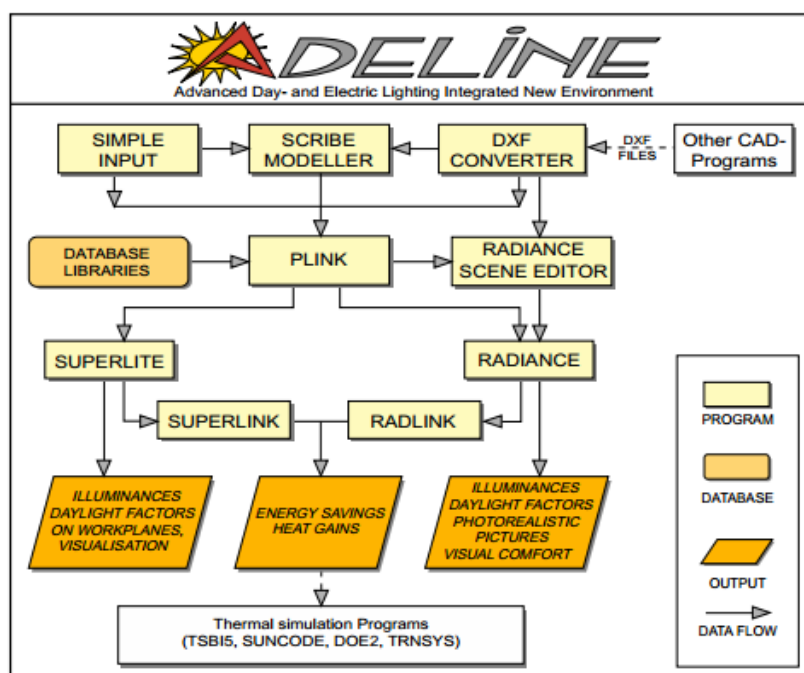 ADELINE
Advanced Day- and Electric Lighting Integrated New Environment
SIMPLE
INPUT
SCRIBE
MODELLER
DXF
CONVERTER
DXF
FILES
Other CAD-
Programs
DATABASE
LIBRARIES
PLINK
RADIANCE
SCENE EDITOR
SUPERLITE
RADIANCE
SUPERLINK
RADLINK
ILLUMINANCES
DAYLIGHT FACTORS
ON WORKPLANES,
VISUALISATION
ENERGY SAVINGS
HEAT GAINS
ILLUMINANCES
DAYLIGHT FACTORS
PHOTOREALISTIC
PICTURES
VISUAL COMFORT
Thermal simulation Programs
(TSBI5, SUNCODE, DOE2, TRNSYS)
PROGRAM
DATABASE
OUTPUT
DATA FLOW